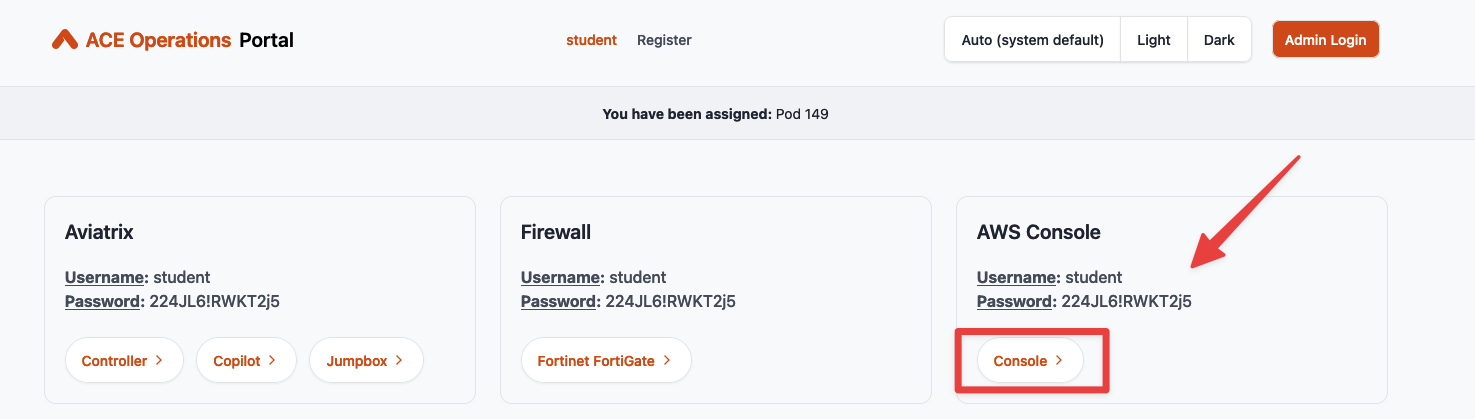 ACE Operations Portal
student Register
Auto (system default) Light Dark
Admin Login
You have been assigned: Pod 149
Aviatrix
Username: student
Password: 224JL6!RWKT2j5
Controller Copilot Jumpbox
Firewall
Username: student
Password: 224JL6!RWKT2j5
Fortinet FortiGate
AWS Console
Username: student
Password: 224JL6!RWKT2j5
Console